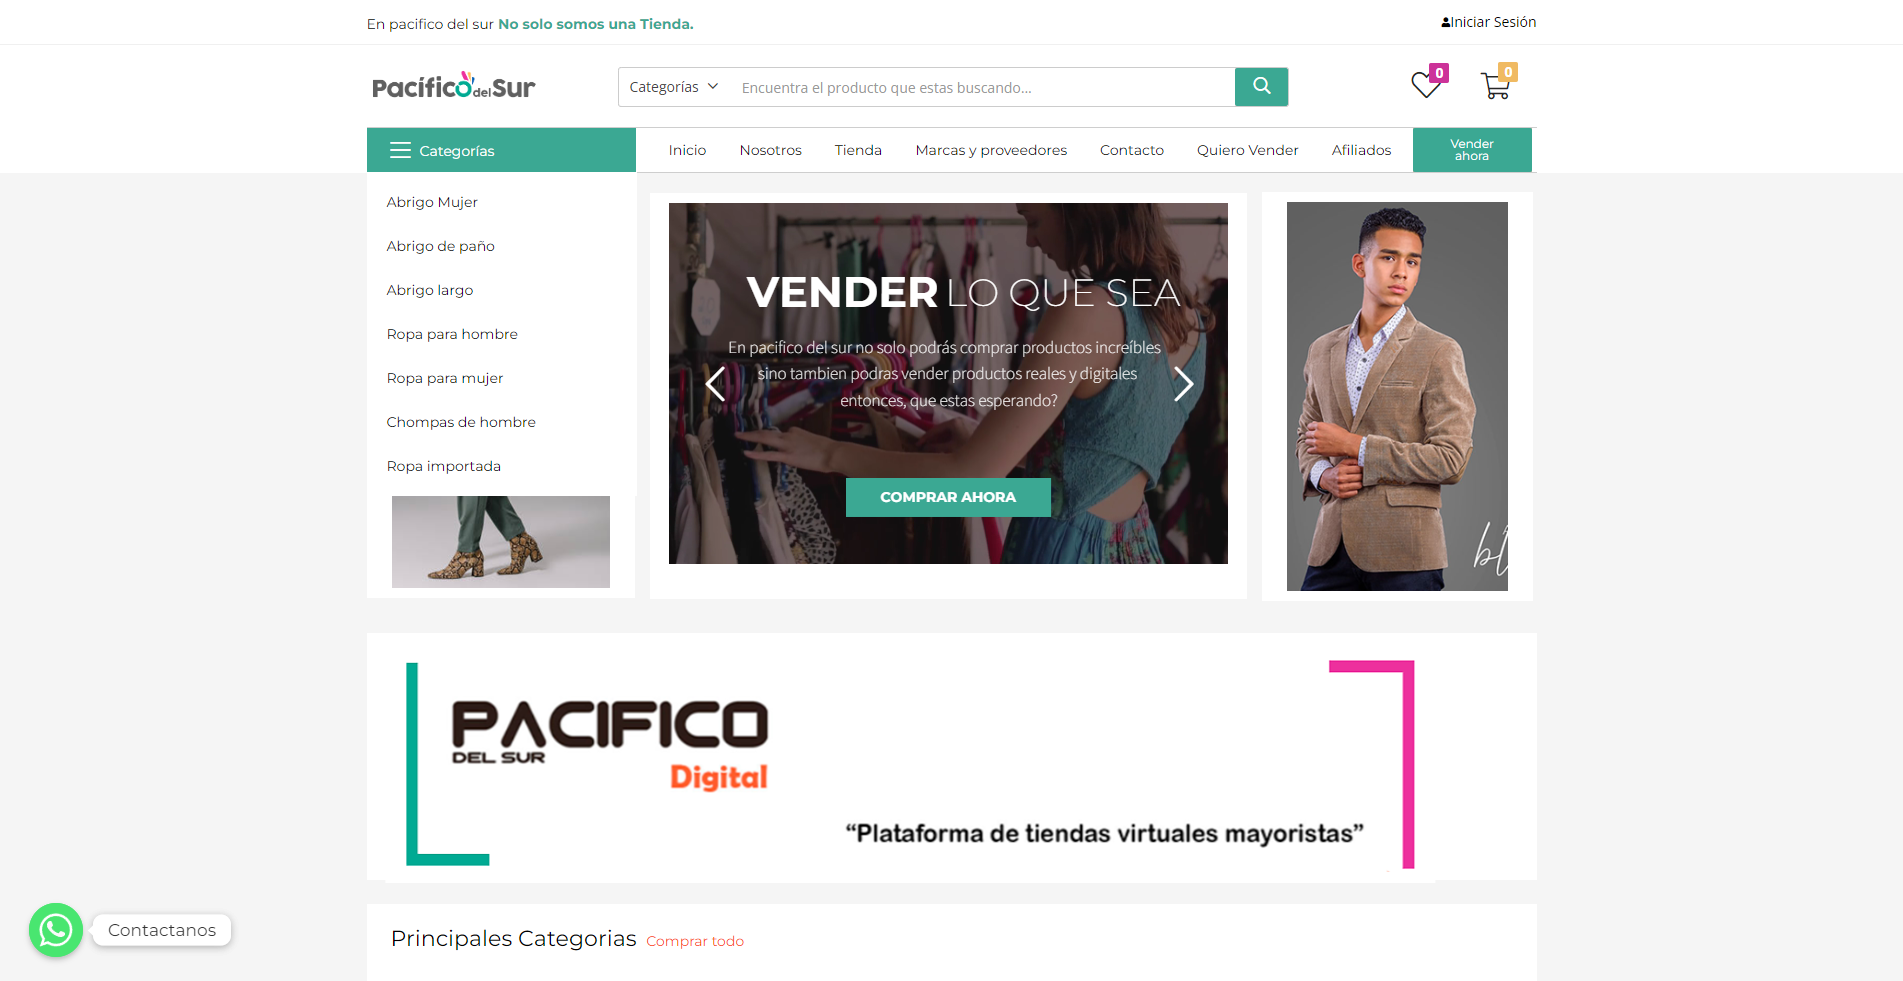 En pacifico del sur No solo somos una Tienda.
Iniciar Sesión
Pacífico del Sur
Categorías
Encuentra el producto que estas buscando...
0
0
Categorías
Inicio
Nosotros
Tienda
Marcas y proveedores
Contacto
Quiero Vender
Afiliados
Vender
ahora
Abrigo Mujer
Abrigo de paño
Abrigo largo
Ropa para hombre
Ropa para mujer
Chompas de hombre
Ropa importada
VENDER LO QUE SEA
En pacifico del sur no solo podrás comprar productos increíbles
sino tambien podras vender productos reales y digitales
entonces, que estas esperando?
COMPRAR AHORA
PACIFICO
DEL SUR
Digital
“Plataforma de tiendas virtuales mayoristas”
Contactanos
Principales Categorias Comprar todo